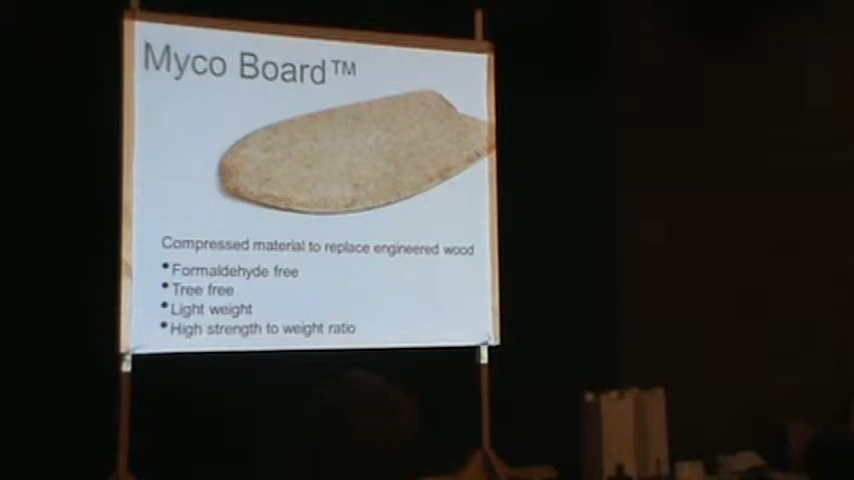 Myco Board™
Compressed material to replace engineered wood
• Formaldehyde free
• Tree free
• Light weight
• High strength to weight ratio